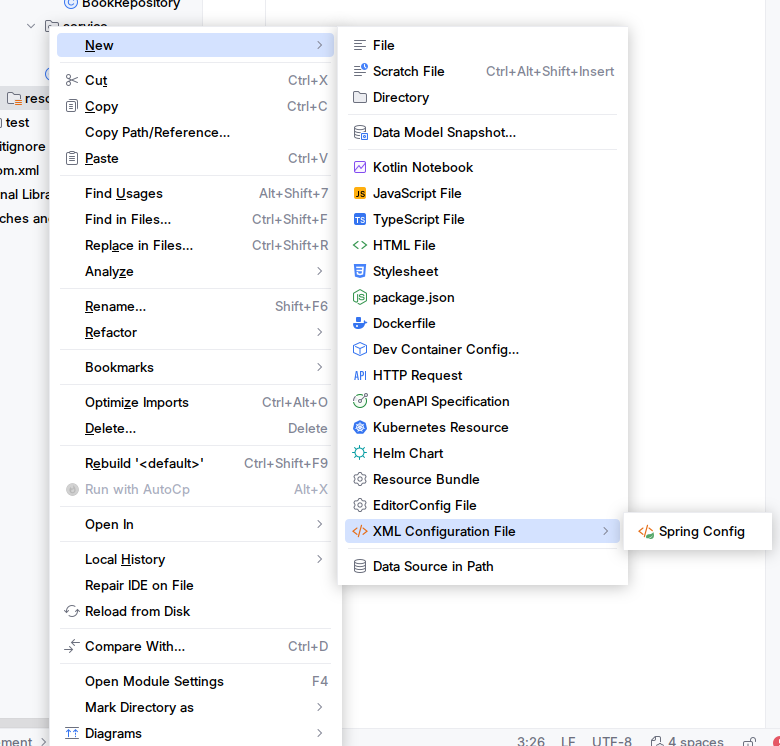 BookRepository
service
New
Cut Ctrl+X
Copy Ctrl+C
Copy Path/Reference...
Paste Ctrl+V
Find Usages Alt+Shift+7
Find in Files... Ctrl+Shift+F
Replace in Files... Ctrl+Shift+R
Analyze
Rename... Shift+F6
Refactor
Bookmarks
Optimize Imports Ctrl+Alt+O
Delete... Delete
Rebuild '<default>' Ctrl+Shift+F9
Run with AutoCp Alt+X
Open In
Local History
Repair IDE on File
Reload from Disk
Compare With... Ctrl+D
Open Module Settings F4
Mark Directory as
Diagrams
File
Scratch File Ctrl+Alt+Shift+Insert
Directory
Data Model Snapshot...
Kotlin Notebook
JS JavaScript File
TS TypeScript File
HTML File
Stylesheet
package.json
Dockerfile
Dev Container Config...
API HTTP Request
OpenAPI Specification
Kubernetes Resource
Helm Chart
Resource Bundle
EditorConfig File
XML Configuration File
Data Source in Path
Spring Config
reso
test
itignore
om.xml
nal Libra
ches an
ment
3:26 LF UTF-8 4 spaces